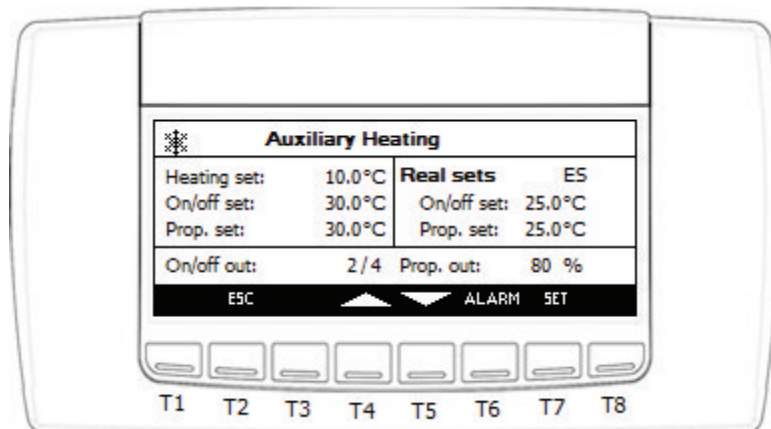 Auxiliary Heating
Heating set: 10.0°C Real sets ES
On/off set: 30.0°C On/off set: 25.0°C
Prop. set: 30.0°C Prop. set: 25.0°C
On/off out: 2/4 Prop. out: 80 %
ESC ALARM SET
T1 T2 T3 T4 T5 T6 T7 T8